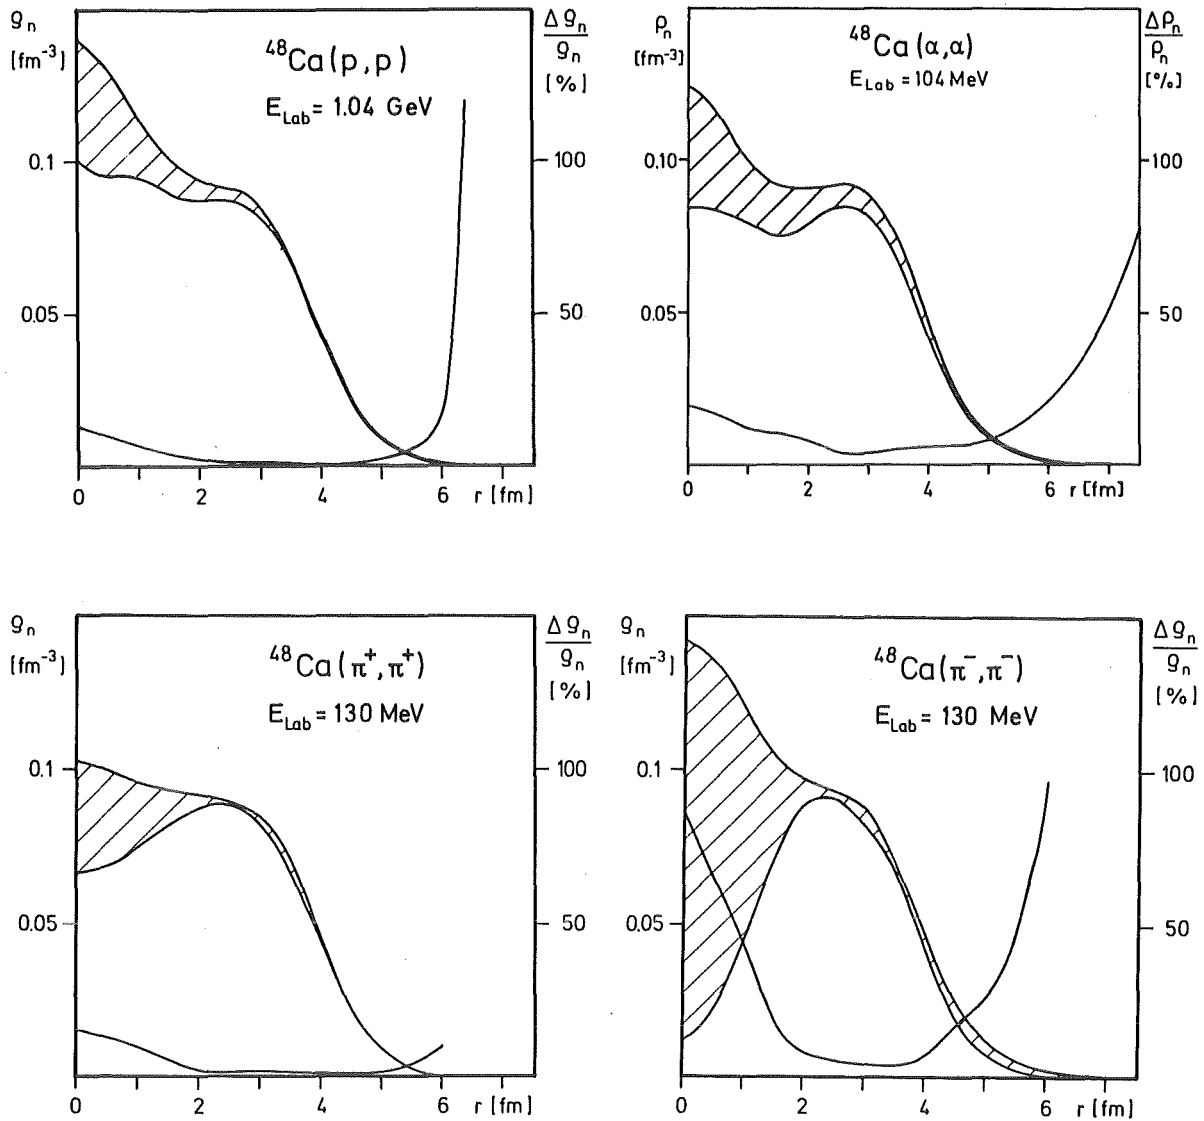 ρn
[fm-3]
48Ca(p,p)
ELab = 1.04 GeV
Δρn
ρn
[%]
0.1
0.05
100
50
0 2 4 6 r [fm]
ρn
[fm-3]
48Ca(α,α)
ELab = 104 MeV
Δρn
ρn
[%]
0.10
0.05
100
50
0 2 4 6 r [fm]
ρn
[fm-3]
48Ca(π+,π+)
ELab = 130 MeV
Δρn
ρn
[%]
0.1
0.05
100
50
0 2 4 6 r [fm]
ρn
[fm-3]
48Ca(π-,π-)
ELab = 130 MeV
Δρn
ρn
[%]
0.1
0.05
100
50
0 2 4 6 r [fm]